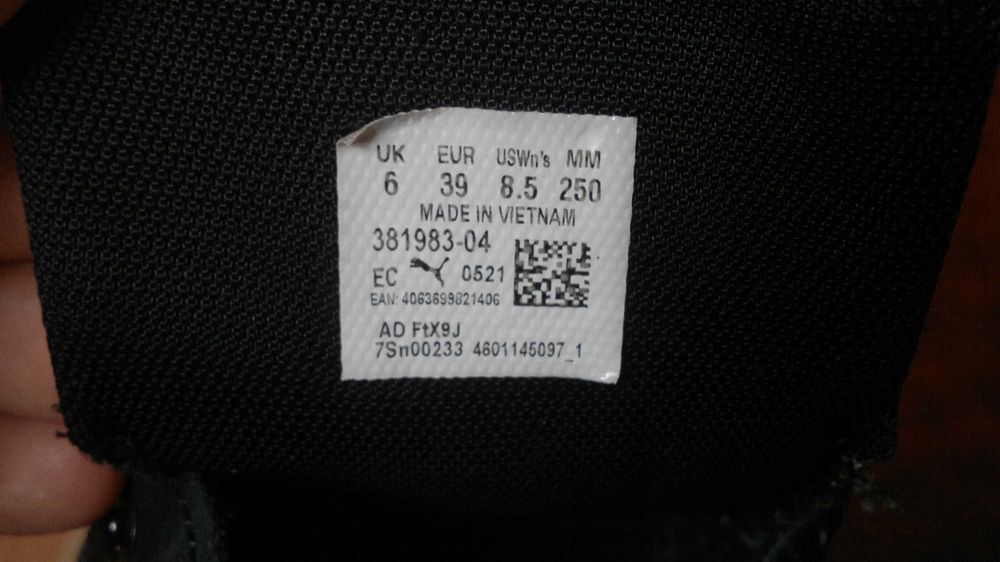 UK EUR USWn's MM
6 39 8.5 250
MADE IN VIETNAM
381983-04
EC 0521
EAN: 4063699821406
AD FtX9J
7Sn00233 4601145097_1